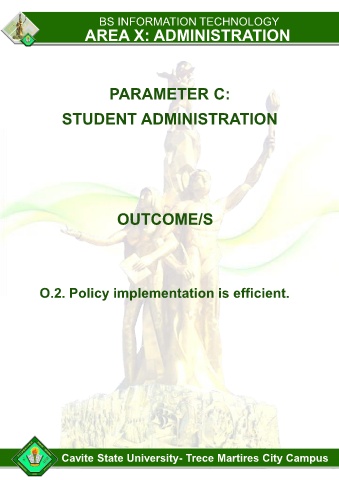 BS INFORMATION TECHNOLOGY
AREA X: ADMINISTRATION
PARAMETER C:
STUDENT ADMINISTRATION
OUTCOME/S
O.2. Policy implementation is efficient.
Cavite State University- Trece Martires City Campus